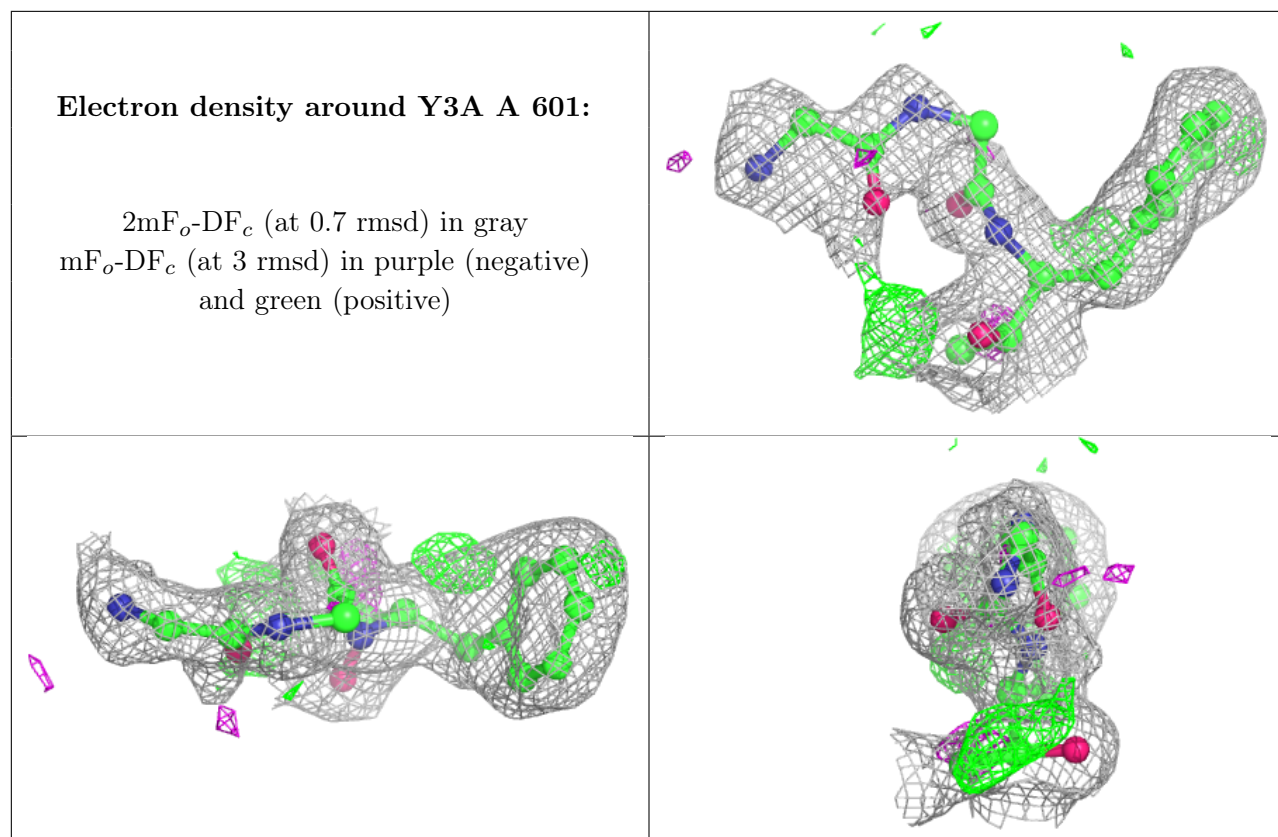 Electron density around Y3A A 601:
2mFo-DFc (at 0.7 rmsd) in gray
mFo-DFc (at 3 rmsd) in purple (negative)
and green (positive)